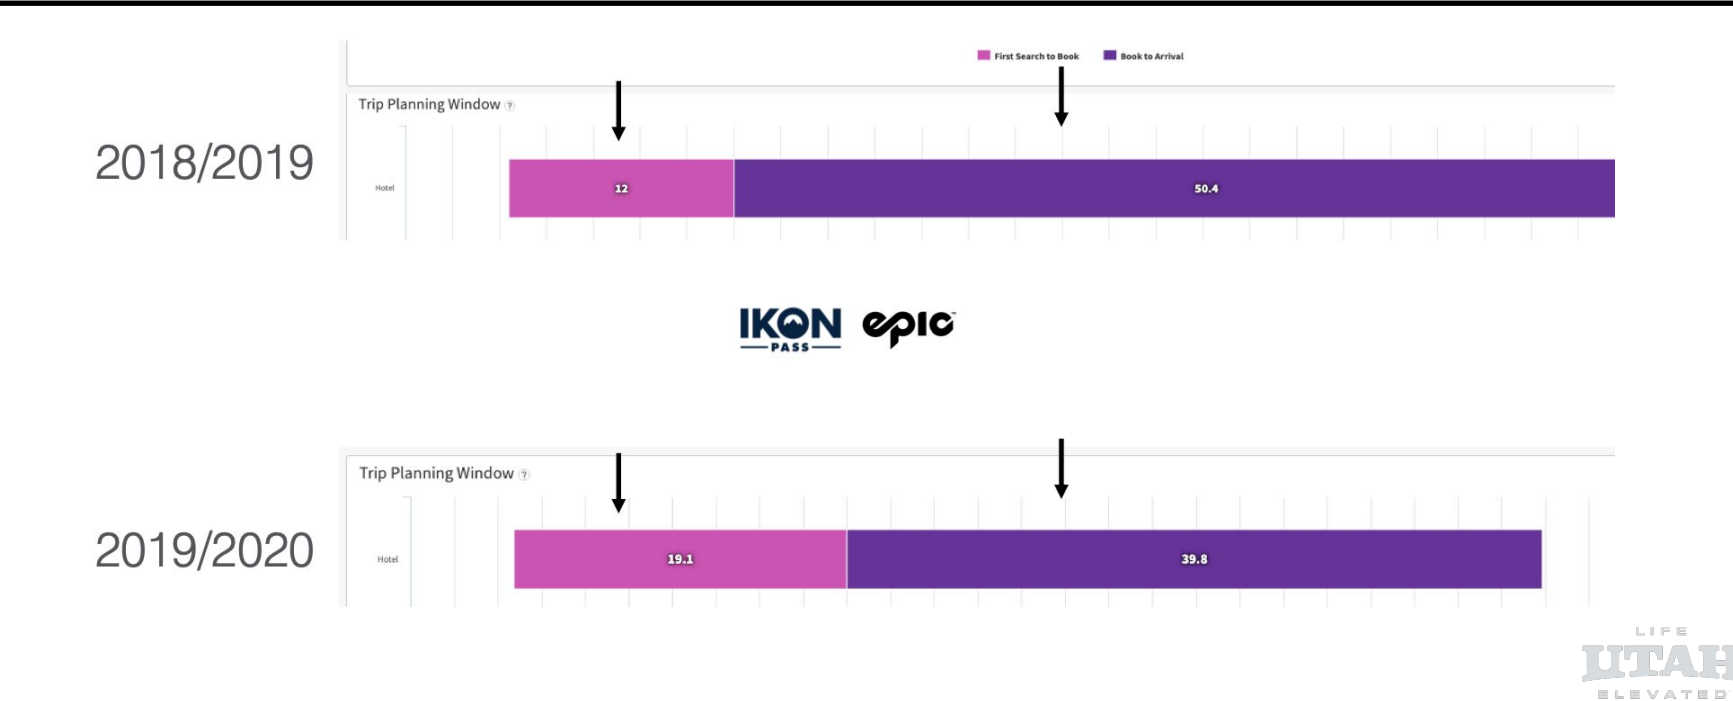 First Search to Book Book to Arrival
Trip Planning Window ?
2018/2019
Hotel
12
50.4
IKON
PASS
epic™
Trip Planning Window ?
2019/2020
Hotel
19.1
39.8
LIFE
UTAH
ELEVATED